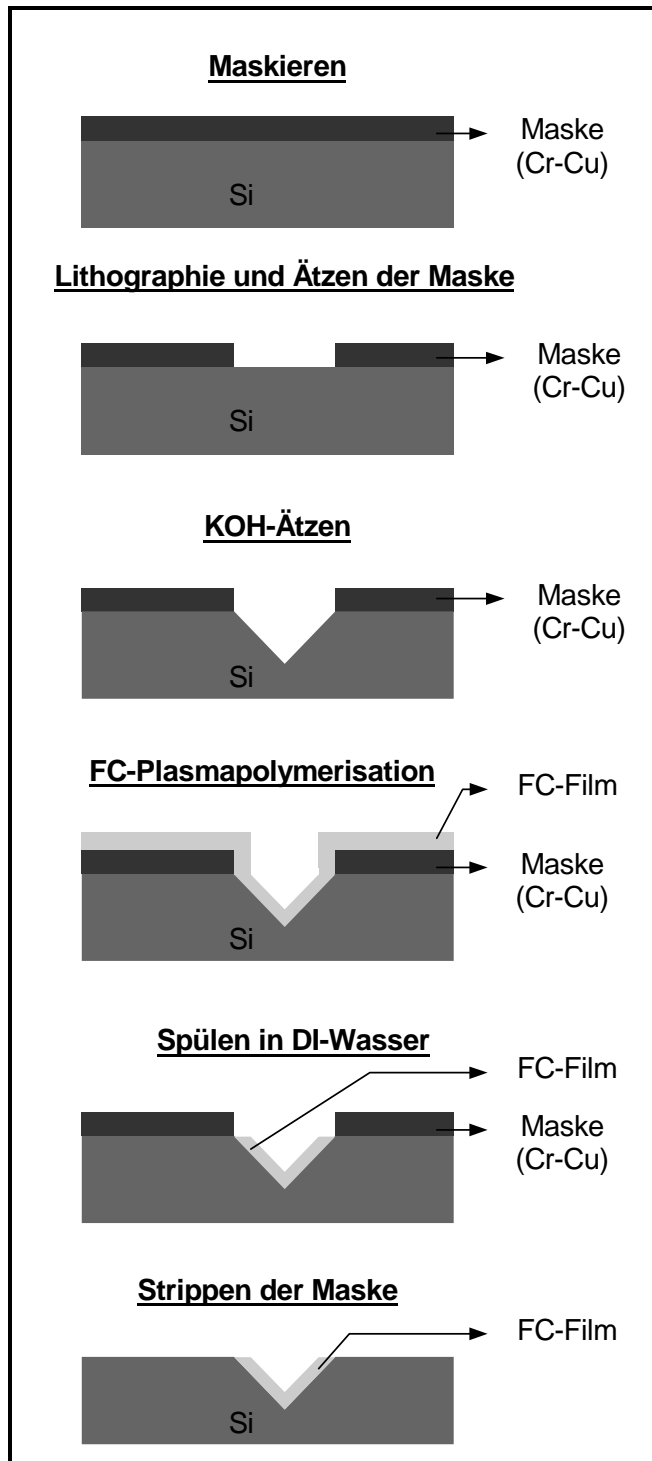 Maskieren
Maske
(Cr-Cu)
Si
Lithographie und Ätzen der Maske
Maske
(Cr-Cu)
Si
KOH-Ätzen
Maske
(Cr-Cu)
Si
FC-Plasmapolymerisation
FC-Film
Maske
(Cr-Cu)
Si
Spülen in DI-Wasser
FC-Film
Maske
(Cr-Cu)
Strippen der Maske
FC-Film
Si